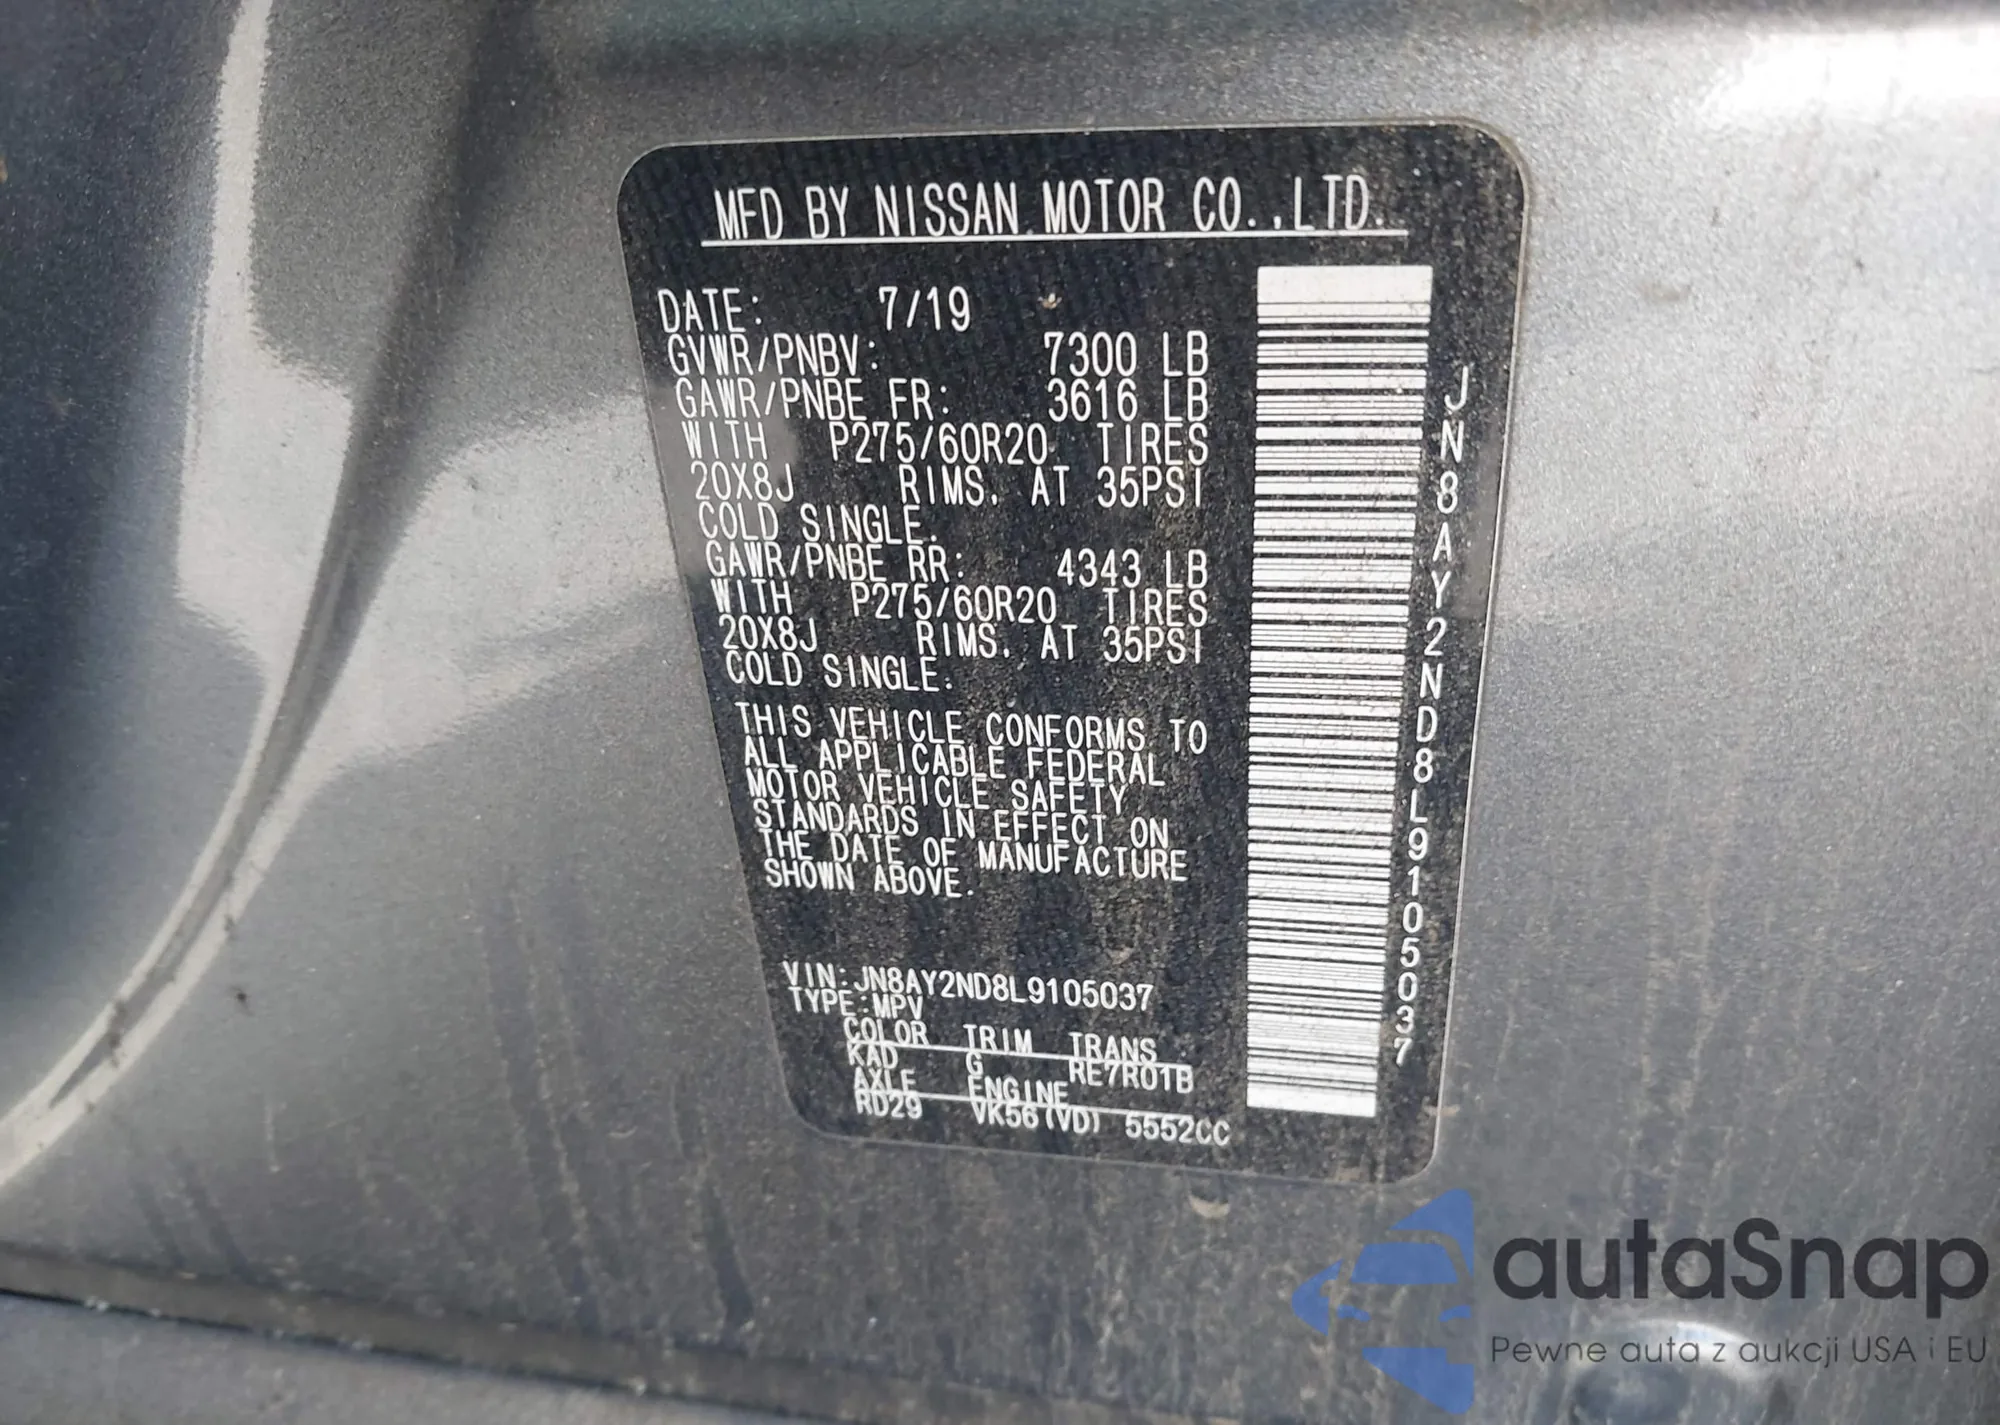 MFD BY NISSAN MOTOR CO.,LTD.
DATE: 7/19
GVWR/PNBV: 7300 LB
GAWR/PNBE FR: 3616 LB
WITH P275/60R20 TIRES
20X8J RIMS. AT 35PSI
COLD SINGLE.
GAWR/PNBE RR: 4343 LB
WITH P275/60R20 TIRES
20X8J RIMS. AT 35PSI
COLD SINGLE.
THIS VEHICLE CONFORMS TO
ALL APPLICABLE FEDERAL
MOTOR VEHICLE SAFETY
STANDARDS IN EFFECT ON
THE DATE OF MANUFACTURE
SHOWN ABOVE.
VIN:JN8AY2ND8L9105037
TYPE:MPV
COLOR TRIM TRANS
KAD G RE7R01B
AXLE ENGINE
RD29 VK56(VD) 5552CC
JN8AY2ND8L9105037
autaSnap
Pewne auta z aukcji USA i EU